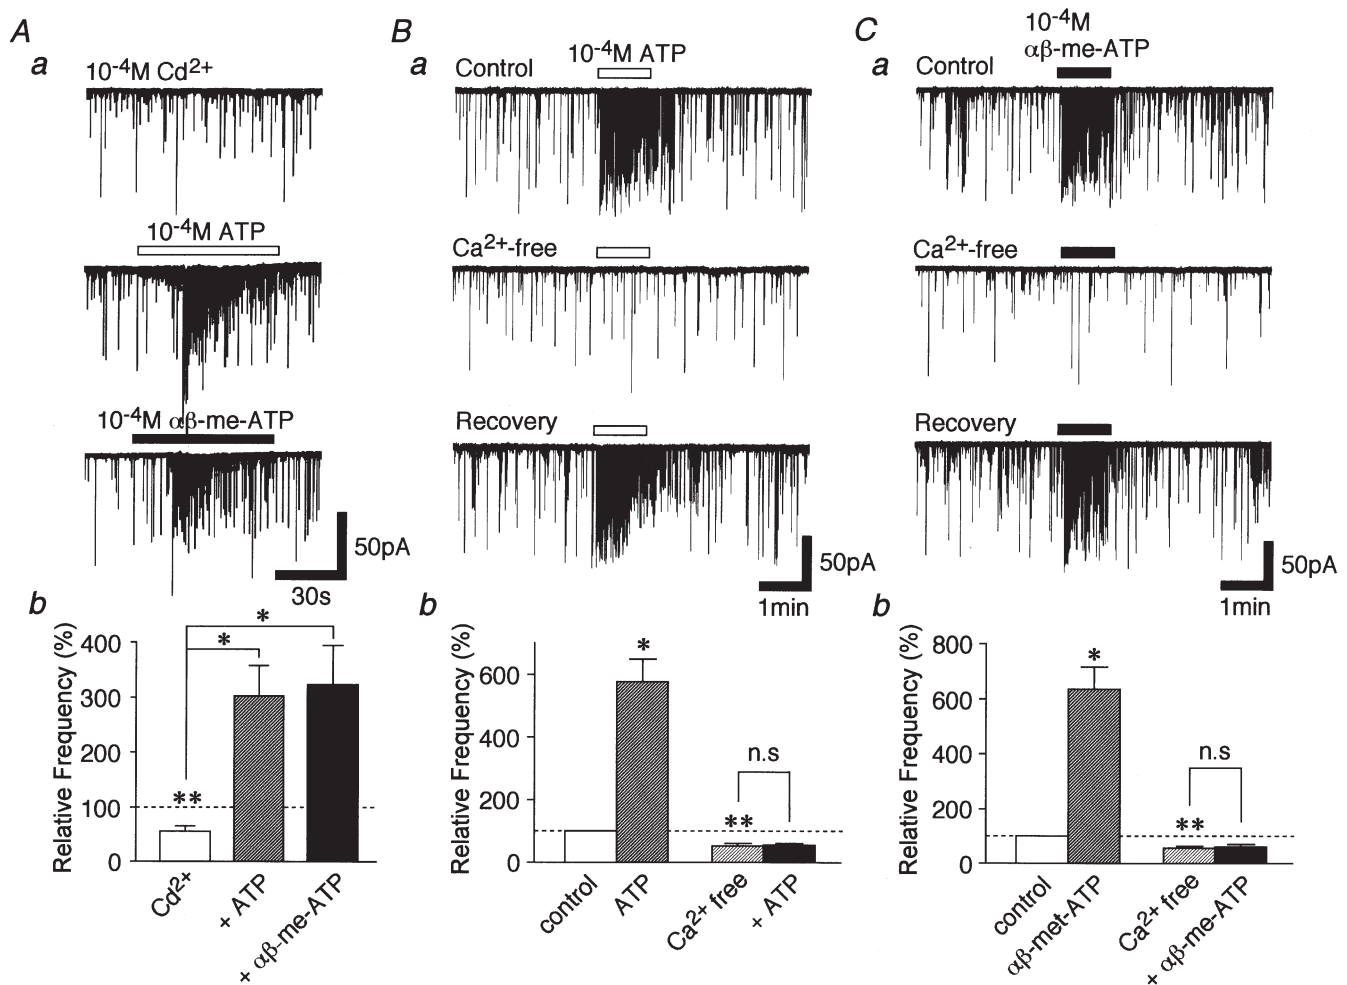 A
a
10⁻⁴M Cd²⁺
10⁻⁴M ATP
10⁻⁴M αβ-me-ATP
50pA
30s
b
Relative Frequency (%)
400
300
200
100
0
*
*
**
Cd²⁺
+ ATP
+ αβ-me-ATP
B
a
Control
10⁻⁴M ATP
Ca²⁺-free
Recovery
50pA
1min
b
Relative Frequency (%)
600
400
200
0
*
n.s
**
control
ATP
Ca²⁺ free
+ ATP
C
a
10⁻⁴M
αβ-me-ATP
Control
Ca²⁺-free
Recovery
50pA
1min
b
Relative Frequency (%)
800
600
400
200
0
*
n.s
**
control
αβ-met-ATP
Ca²⁺ free
+ αβ-me-ATP